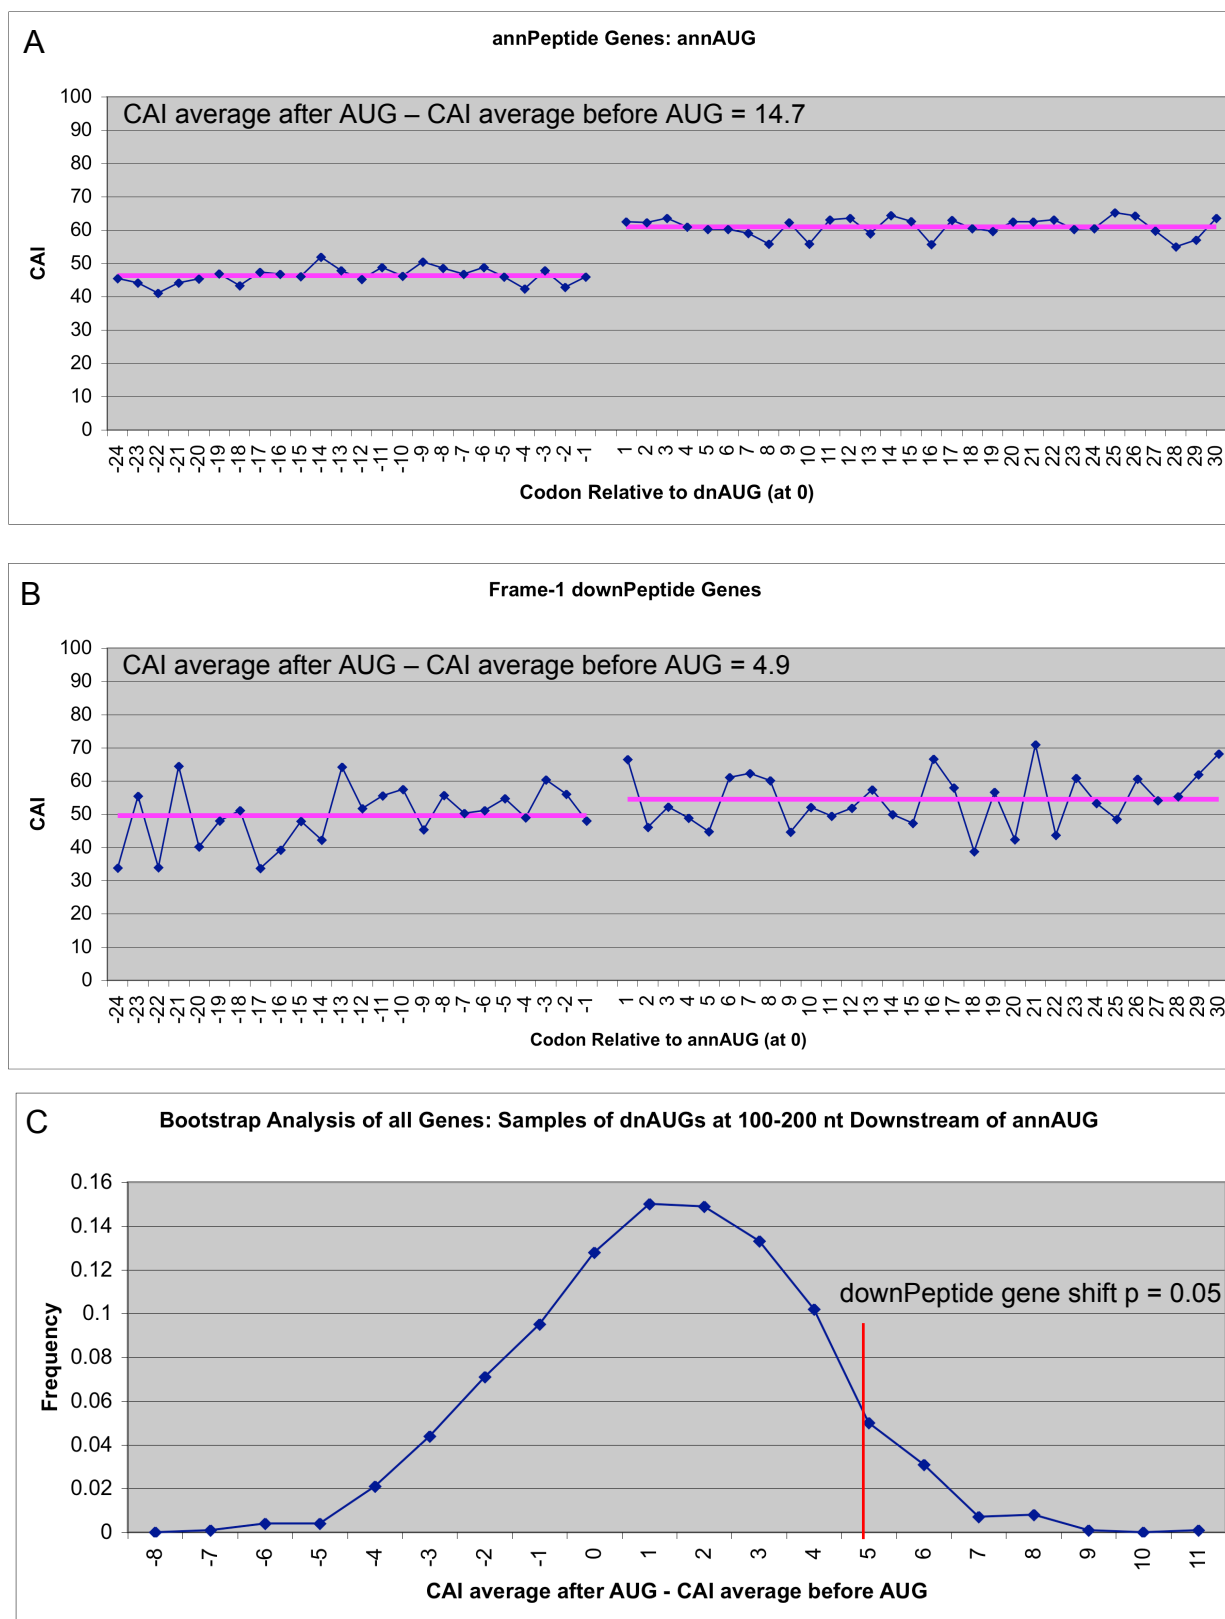 A
annPeptide Genes: annAUG
CAI average after AUG – CAI average before AUG = 14.7
100
90
80
70
60
50
40
30
20
10
0
CAI
-24 -23 -22 -21 -20 -19 -18 -17 -16 -15 -14 -13 -12 -11 -10 -9 -8 -7 -6 -5 -4 -3 -2 -1 1 2 3 4 5 6 7 8 9 10 11 12 13 14 15 16 17 18 19 20 21 22 23 24 25 26 27 28 29 30
Codon Relative to dnAUG (at 0)
B
Frame-1 downPeptide Genes
CAI average after AUG – CAI average before AUG = 4.9
100
90
80
70
60
50
40
30
20
10
0
CAI
-24 -23 -22 -21 -20 -19 -18 -17 -16 -15 -14 -13 -12 -11 -10 -9 -8 -7 -6 -5 -4 -3 -2 -1 1 2 3 4 5 6 7 8 9 10 11 12 13 14 15 16 17 18 19 20 21 22 23 24 25 26 27 28 29 30
Codon Relative to annAUG (at 0)
C
Bootstrap Analysis of all Genes: Samples of dnAUGs at 100-200 nt Downstream of annAUG
0.16
0.14
0.12
0.1
0.08
0.06
0.04
0.02
0
Frequency
downPeptide gene shift p = 0.05
-8 -7 -6 -5 -4 -3 -2 -1 0 1 2 3 4 5 6 7 8 9 10 11
CAI average after AUG - CAI average before AUG